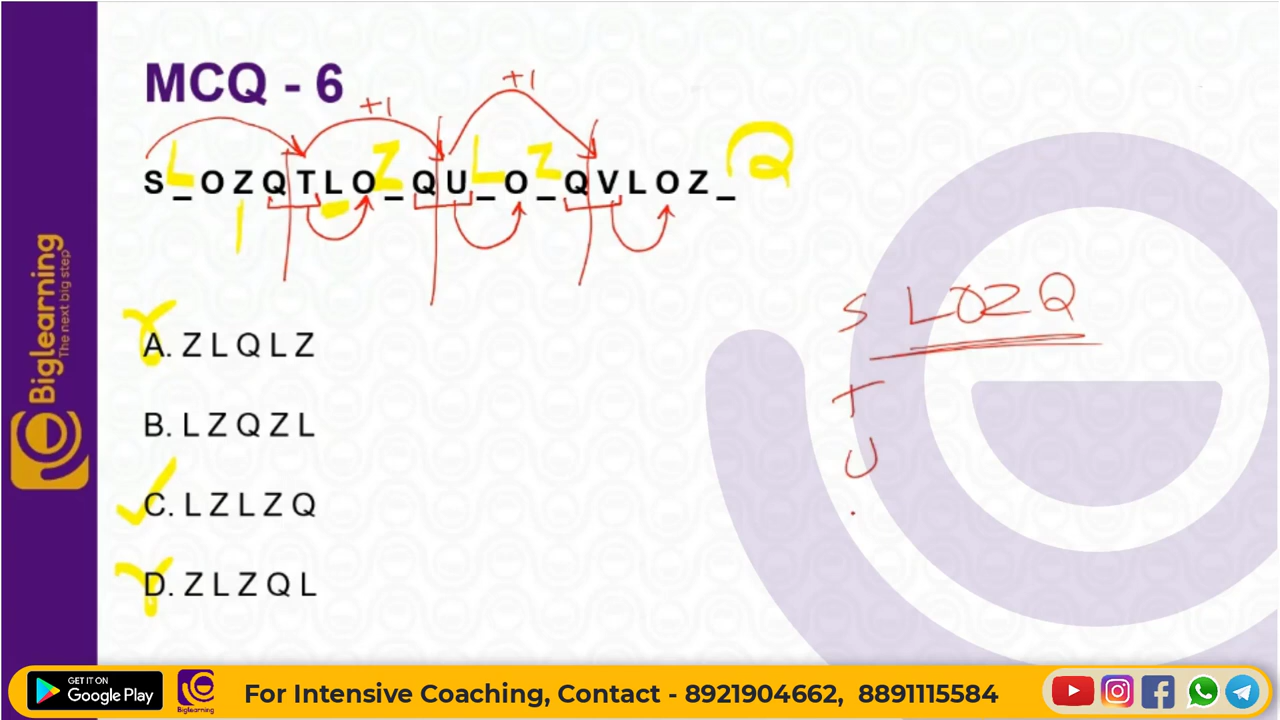 MCQ - 6
+1
+1
L Z L Z Q
S _ O Z Q T L O _ Q U _ O _ Q V L O Z _
A. Z L Q L Z
B. L Z Q Z L
C. L Z L Z Q
D. Z L Z Q L
S L O Z Q
T
U
Biglearning
The next big step
GET IT ON
Google Play
Biglearning
For Intensive Coaching, Contact - 8921904662, 8891115584